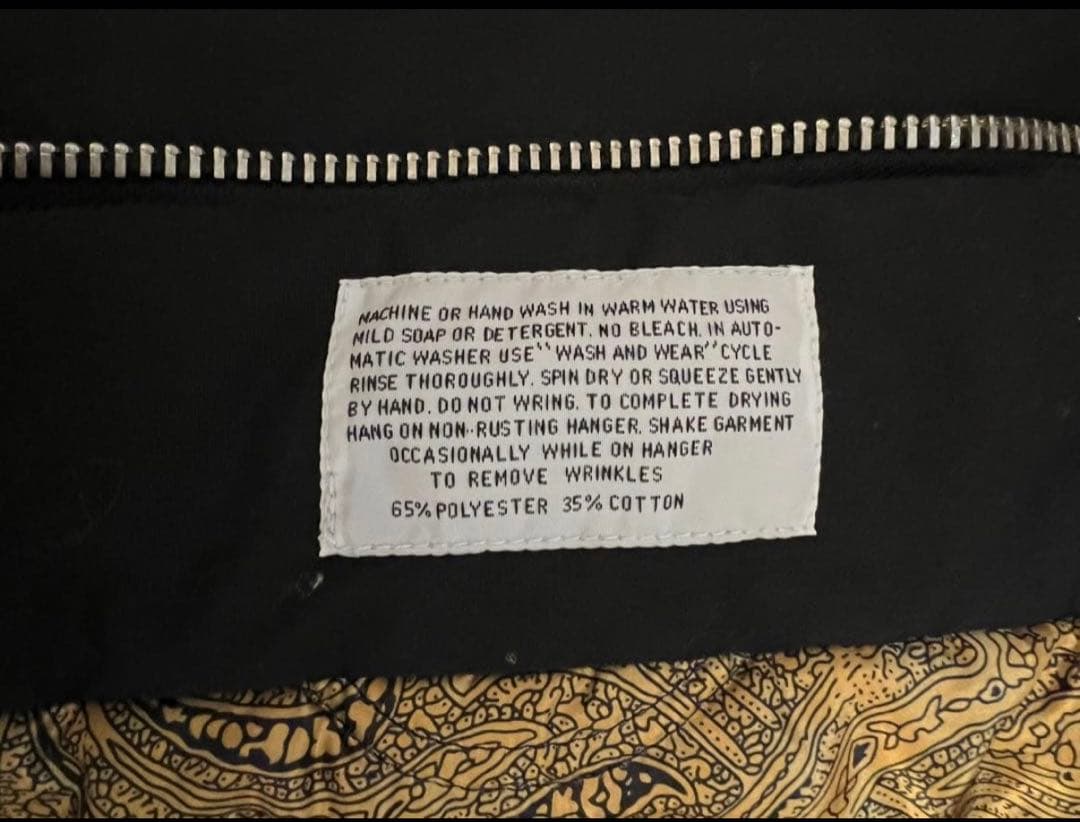 MACHINE OR HAND WASH IN WARM WATER USING
MILD SOAP OR DETERGENT. NO BLEACH. IN AUTO-
MATIC WASHER USE "WASH AND WEAR" CYCLE
RINSE THOROUGHLY. SPIN DRY OR SQUEEZE GENTLY
BY HAND. DO NOT WRING. TO COMPLETE DRYING
HANG ON NON-RUSTING HANGER. SHAKE GARMENT
OCCASIONALLY WHILE ON HANGER
TO REMOVE WRINKLES
65% POLYESTER 35% COTTON